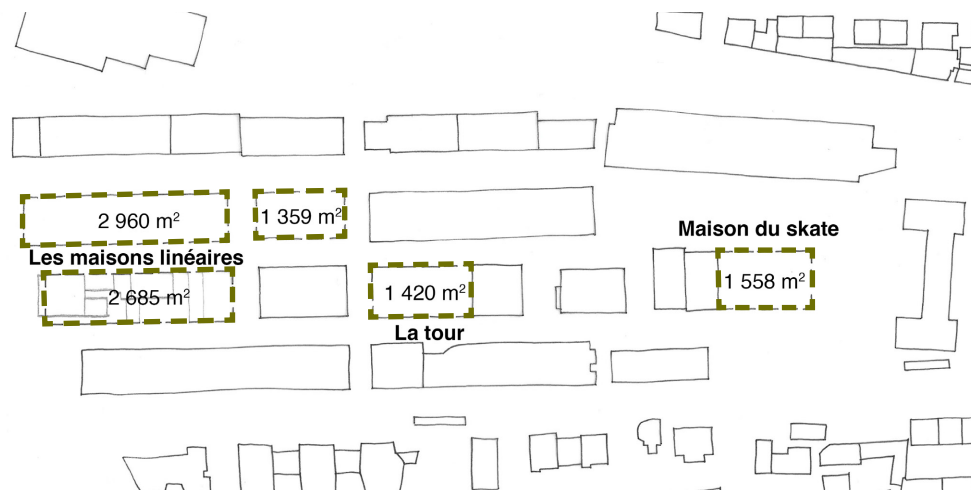 2 960 m²
1 359 m²
Maison du skate
Les maisons linéaires
2 685 m²
1 420 m²
1 558 m²
La tour